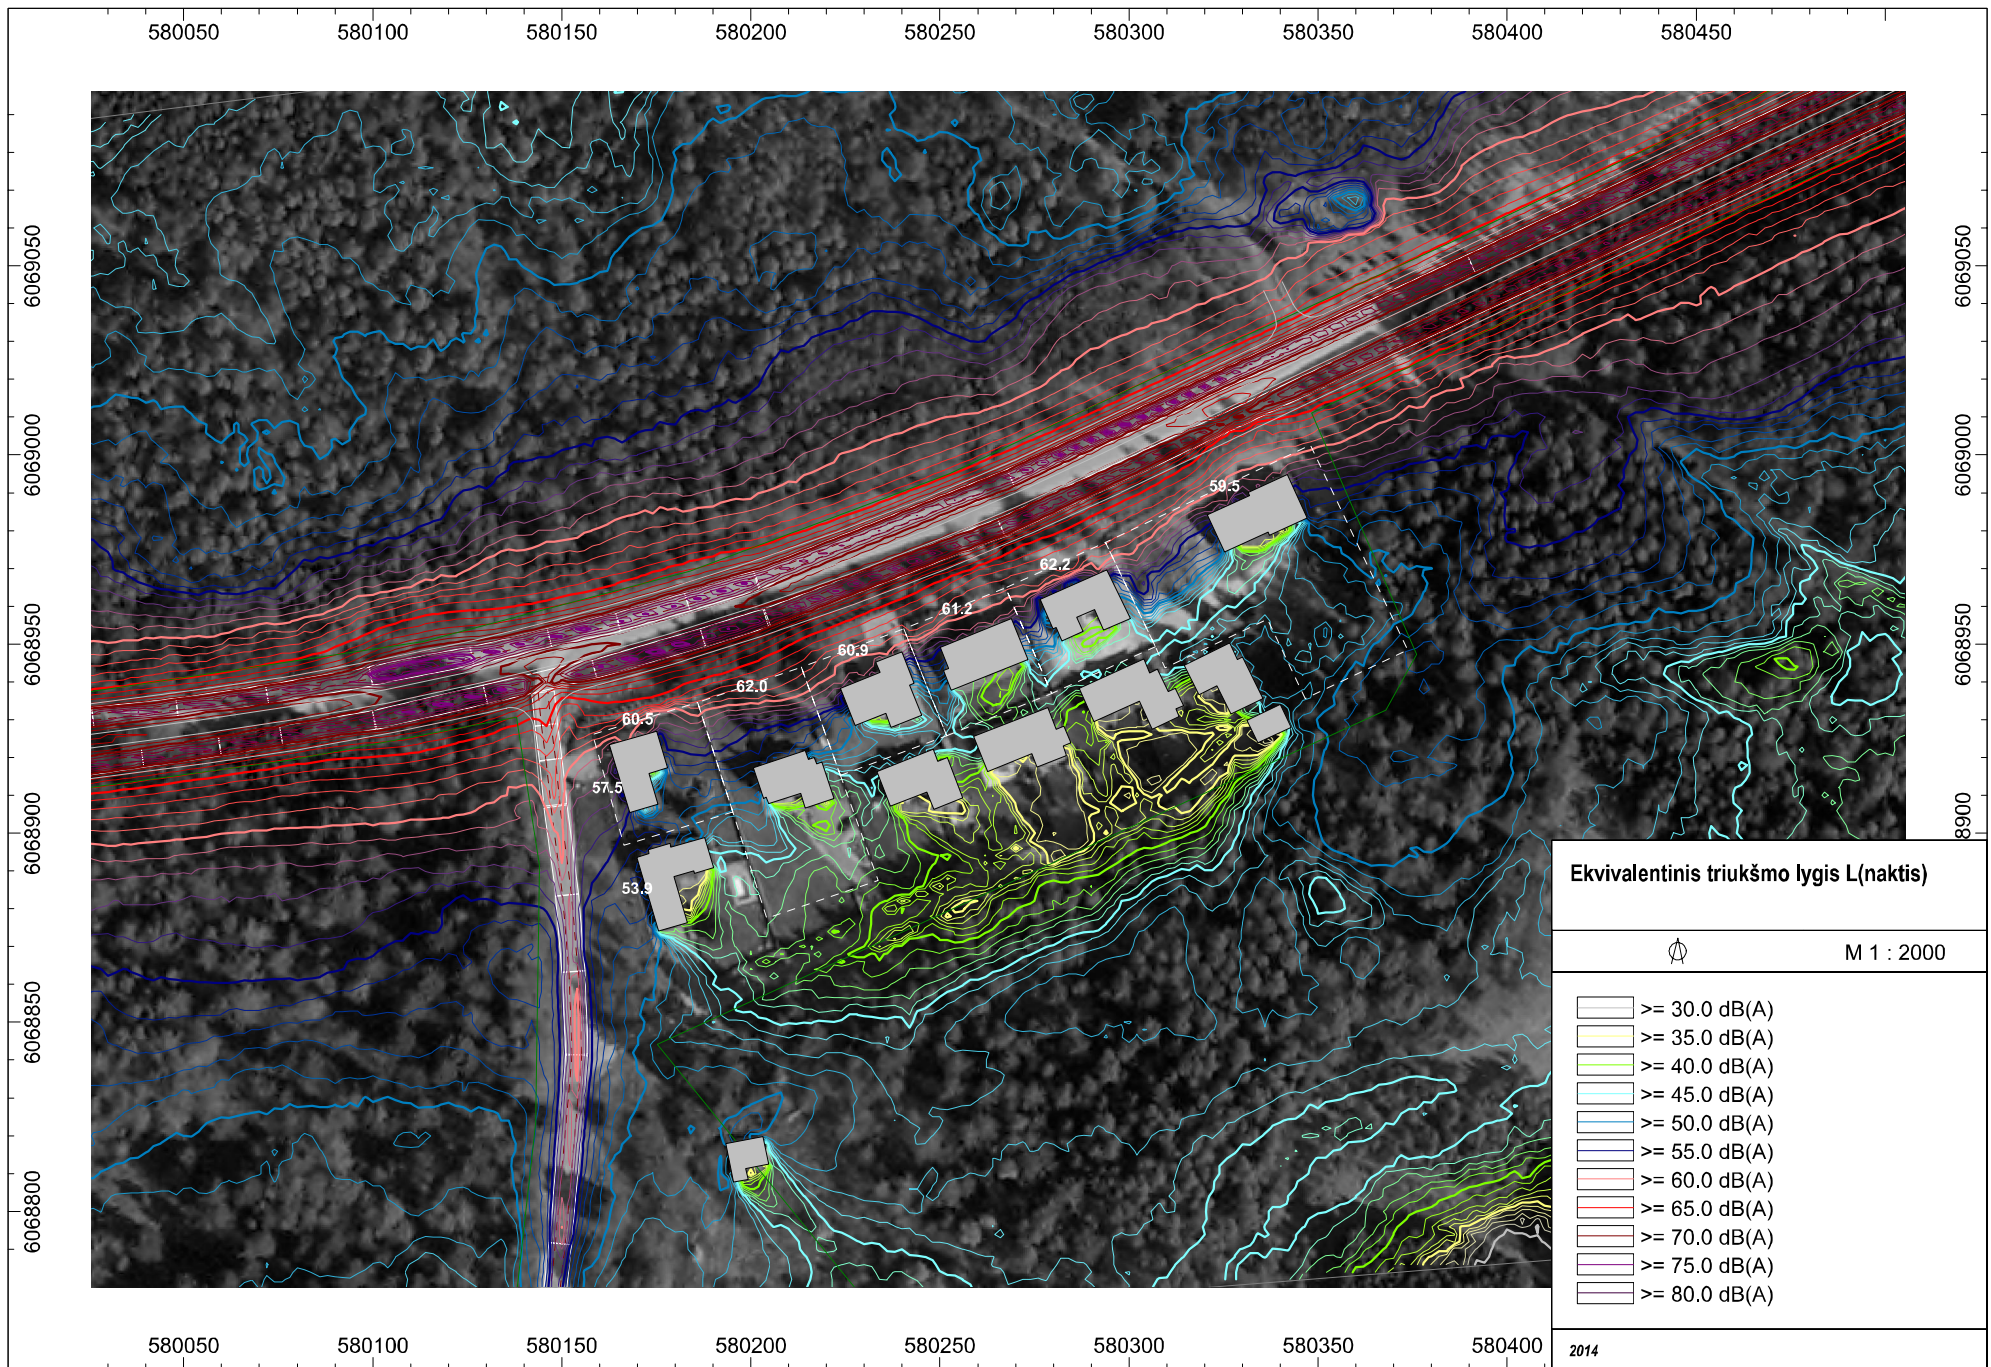 580050 580100 580150 580200 580250 580300 580350 580400 580450
6069050
6069000
6068950
6068900
6068850
6068800
6069050
6069000
6068950
8900
59.5
62.2
61.2
60.9
62.0
60.5
57.5
53.9
Ekvivalentinis triukšmo lygis L(naktis)
M 1 : 2000
>= 30.0 dB(A)
>= 35.0 dB(A)
>= 40.0 dB(A)
>= 45.0 dB(A)
>= 50.0 dB(A)
>= 55.0 dB(A)
>= 60.0 dB(A)
>= 65.0 dB(A)
>= 70.0 dB(A)
>= 75.0 dB(A)
>= 80.0 dB(A)
2014
580050 580100 580150 580200 580250 580300 580350 580400